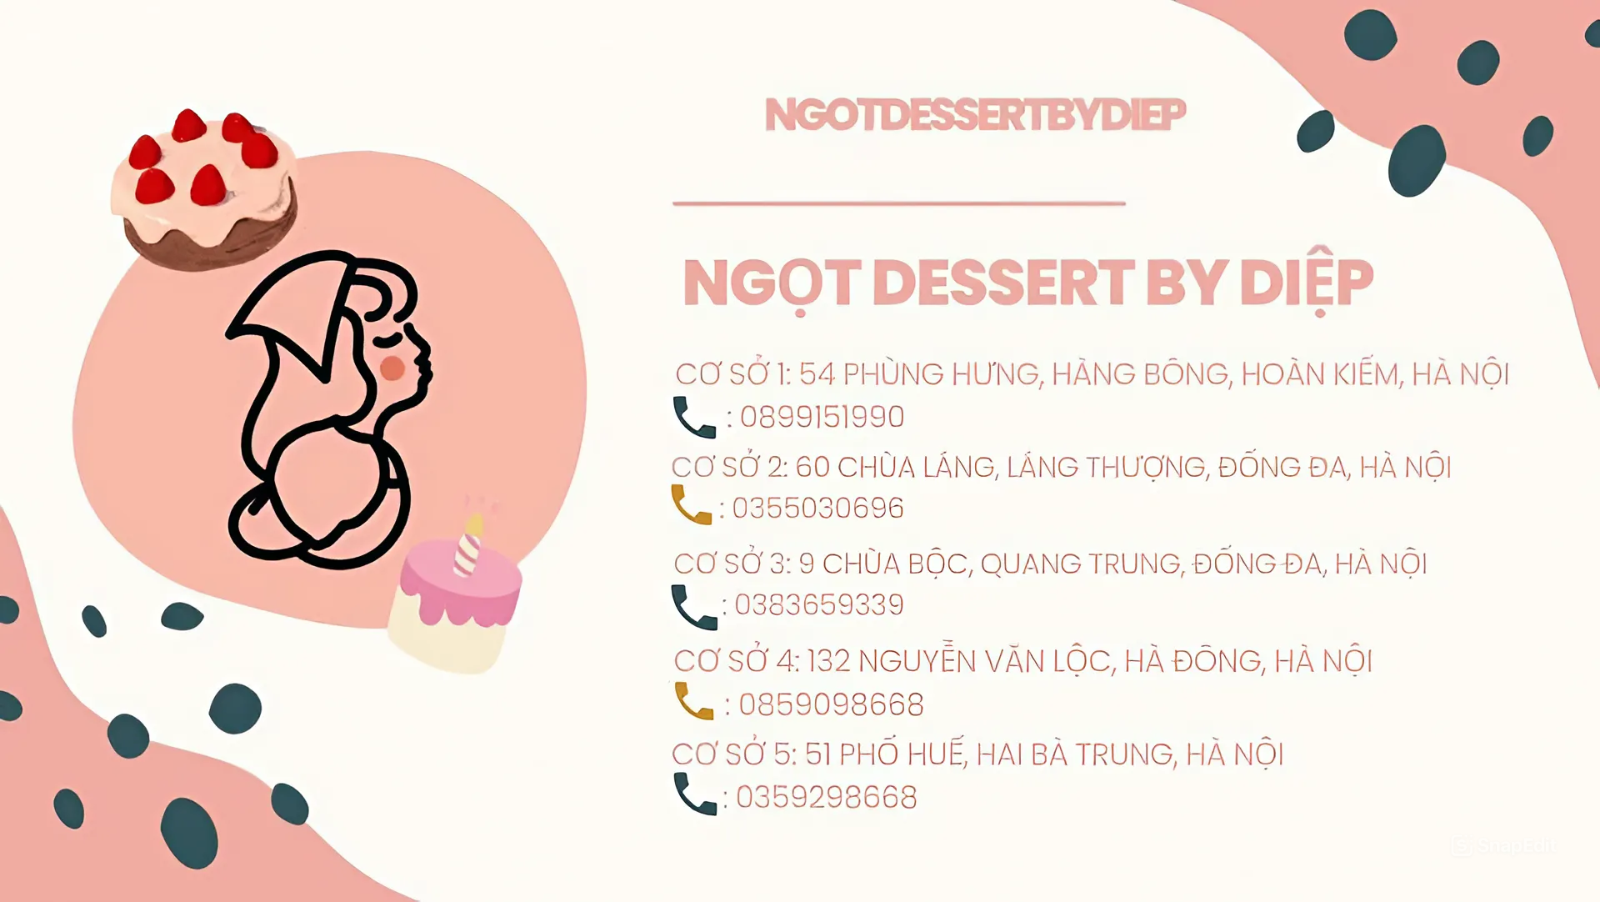 NGOTDESSERTBYDIEP
NGỌT DESSERT BY DIỆP
CƠ SỞ 1: 54 PHÙNG HƯNG, HÀNG BÔNG, HOÀN KIẾM, HÀ NỘI
: 0899151990
CƠ SỞ 2: 60 CHÙA LÁNG, LÁNG THƯỢNG, ĐỐNG ĐA, HÀ NỘI
: 0355030696
CƠ SỞ 3: 9 CHÙA BỘC, QUANG TRUNG, ĐỐNG ĐA, HÀ NỘI
: 0383659339
CƠ SỞ 4: 132 NGUYỄN VĂN LỘC, HÀ ĐÔNG, HÀ NỘI
: 0859098668
CƠ SỞ 5: 51 PHỐ HUẾ, HAI BÀ TRUNG, HÀ NỘI
: 0359298668